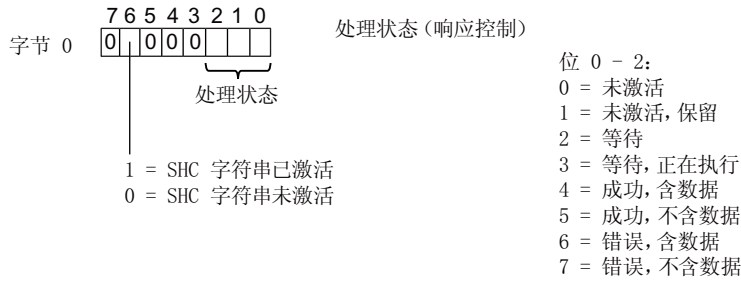 7 6 5 4 3 2 1 0
字节 0
0 0 0 0
处理状态
1 = SHC 字符串已激活
0 = SHC 字符串未激活
处理状态（响应控制）
位 0 - 2:
0 = 未激活
1 = 未激活, 保留
2 = 等待
3 = 等待, 正在执行
4 = 成功, 含数据
5 = 成功, 不含数据
6 = 错误, 含数据
7 = 错误, 不含数据